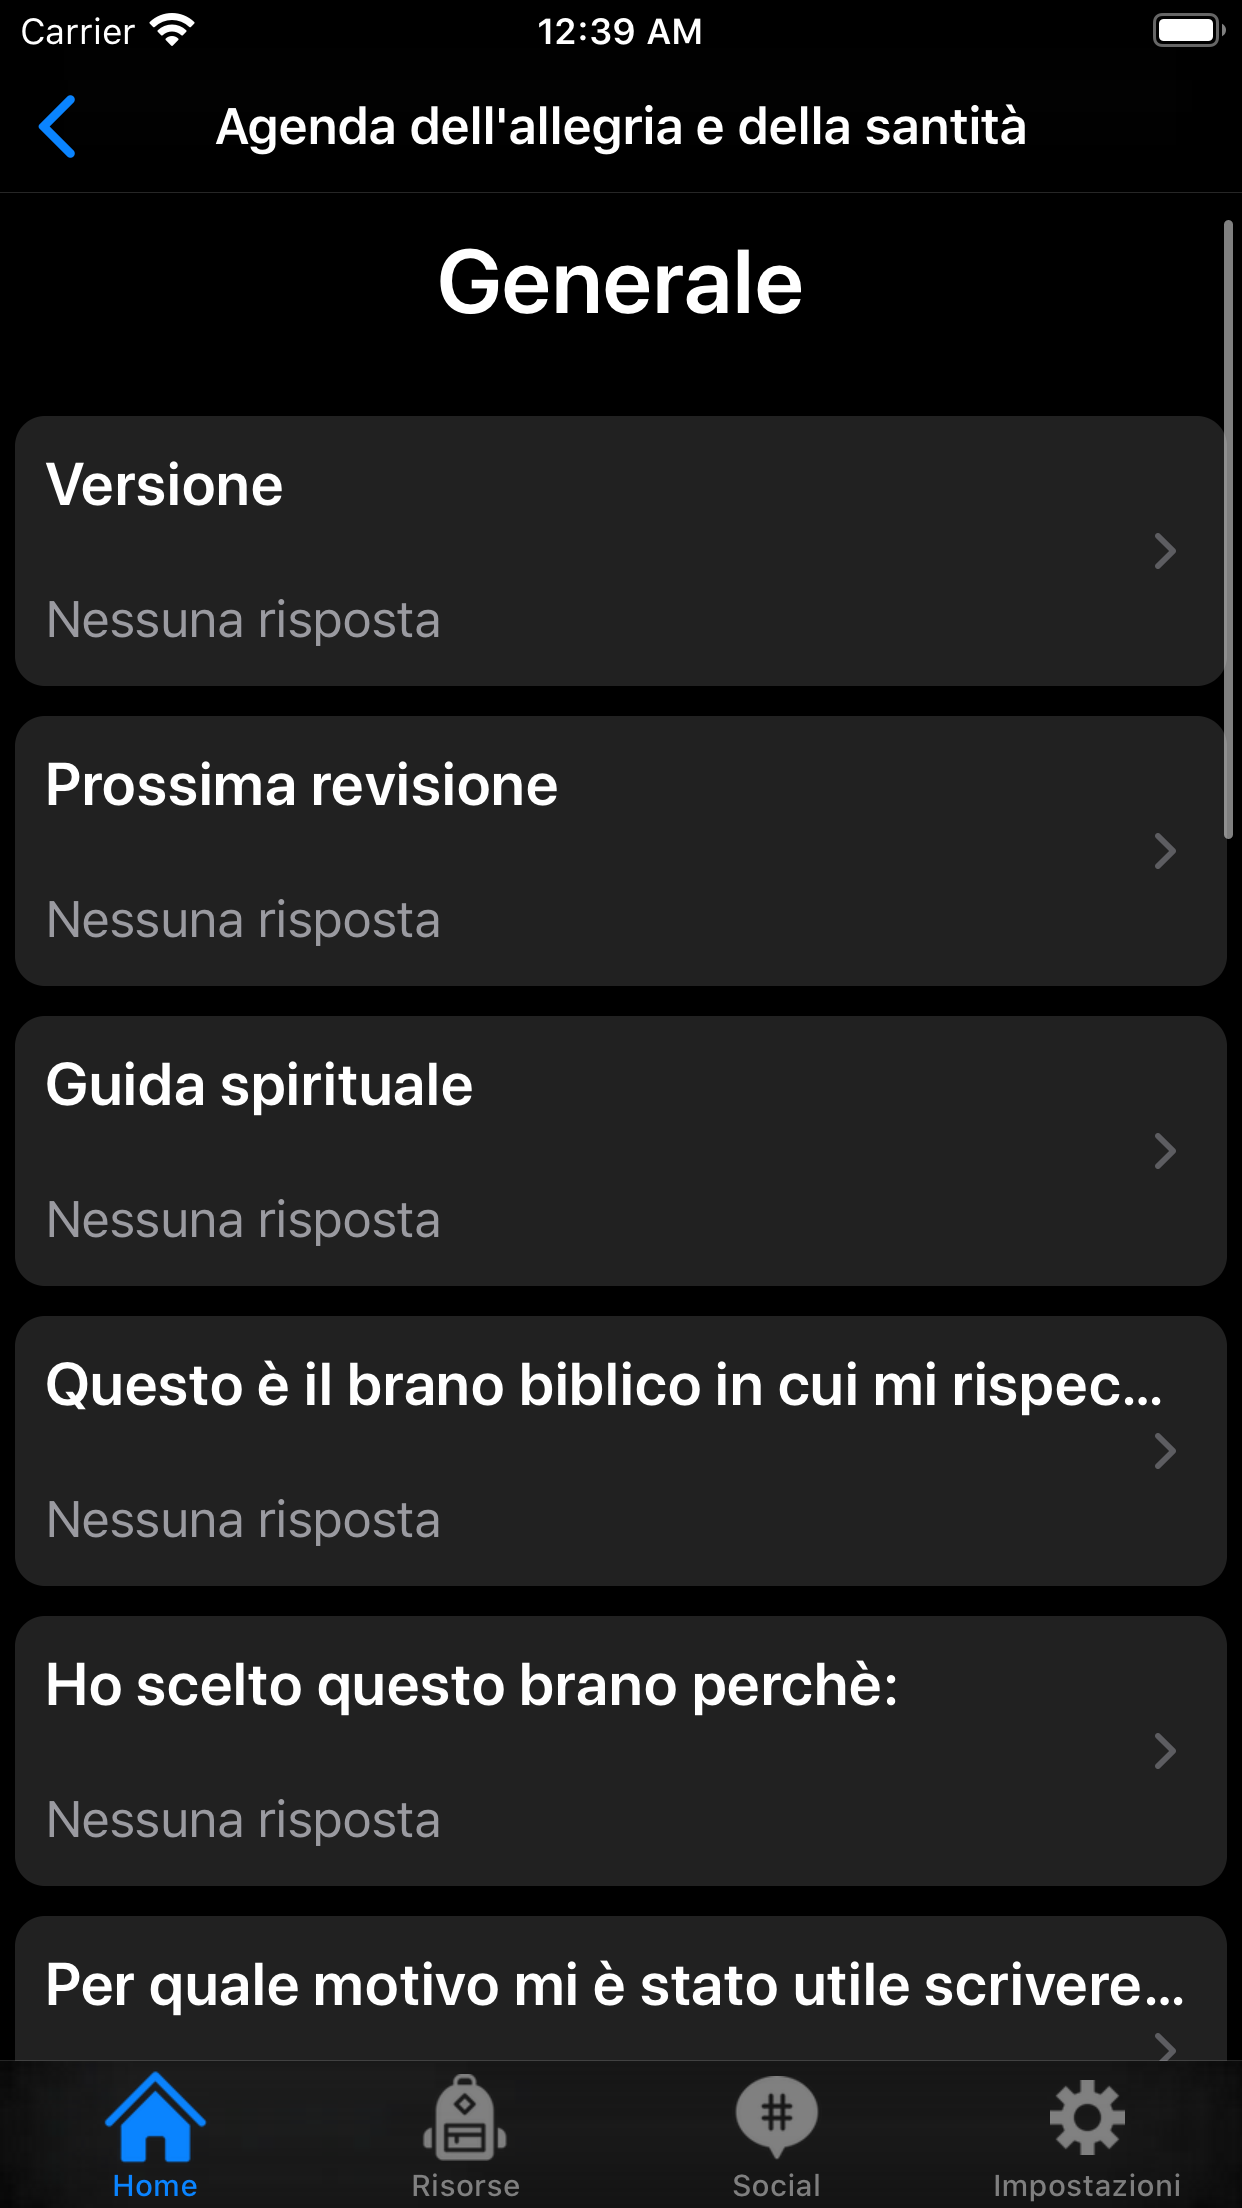 Carrier 12:39 AM
Agenda dell'allegria e della santità
Generale
Versione
Nessuna risposta
Prossima revisione
Nessuna risposta
Guida spirituale
Nessuna risposta
Questo è il brano biblico in cui mi rispec...
Nessuna risposta
Ho scelto questo brano perchè:
Nessuna risposta
Per quale motivo mi è stato utile scrivere...
Home Risorse Social Impostazioni